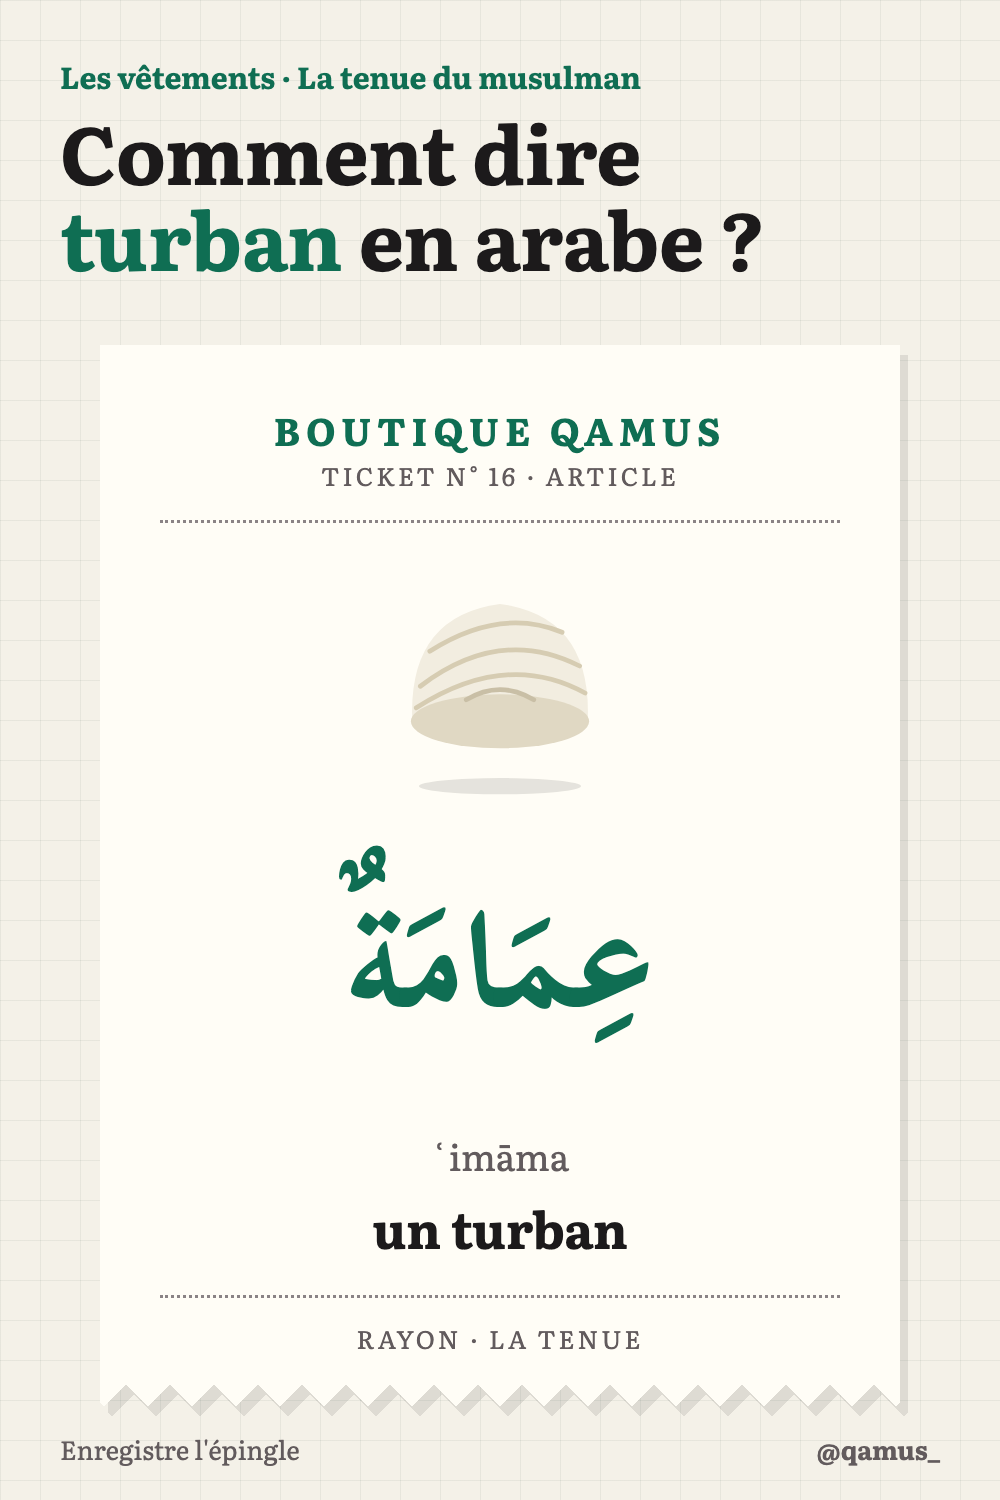 Les vêtements · La tenue du musulman
Comment dire
turban en arabe ?
BOUTIQUE QAMUS
TICKET N° 16 · ARTICLE
عِمَامَةٌ
ʿimāma
un turban
RAYON · LA TENUE
Enregistre l'épingle
@qamus_